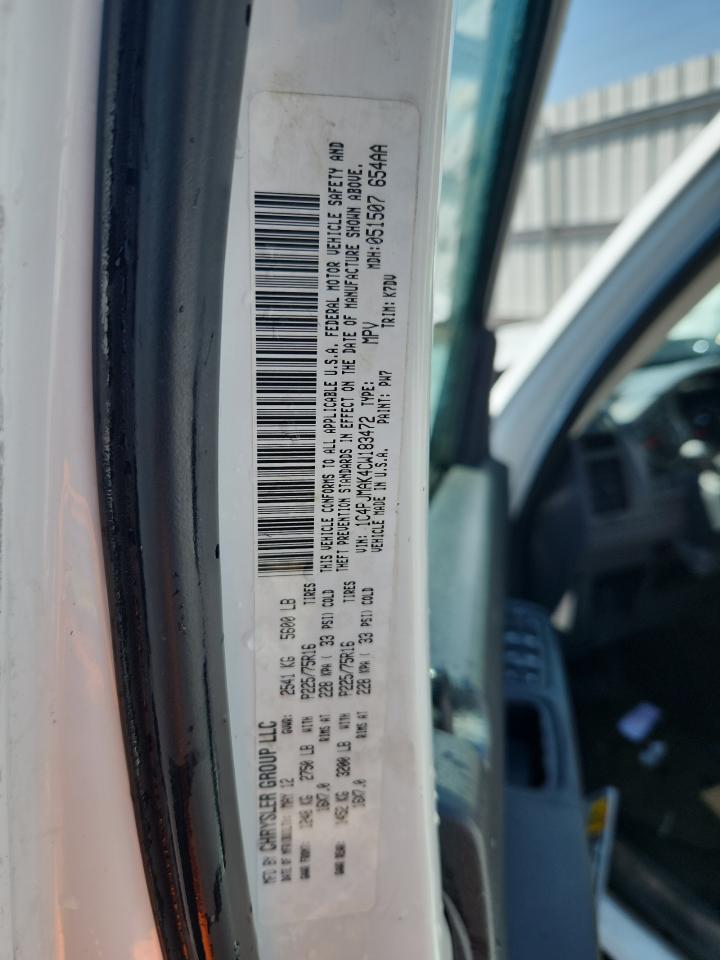 MFD BY CHRYSLER GROUP LLC
DATE OF MFR: MAY 12 GVWR: 2541 KG 5600 LB
GAWR FRONT: 1248 KG 2750 LB WITH P225/75R16 TIRES
16X7.0 RIMS AT 228 KPA ( 33 PSI) COLD
GAWR REAR: 1452 KG 3200 LB WITH P225/75R16 TIRES
16X7.0 RIMS AT 228 KPA ( 33 PSI) COLD
THIS VEHICLE CONFORMS TO ALL APPLICABLE U.S.A. FEDERAL MOTOR VEHICLE SAFETY AND
THEFT PREVENTION STANDARDS IN EFFECT ON THE DATE OF MANUFACTURE SHOWN ABOVE.
VIN: 1C4PJMAK4CW183472 TYPE: MPV MDH:051507 654AA
VEHICLE MADE IN U.S.A. PAINT: PW7 TRIM: K7DV